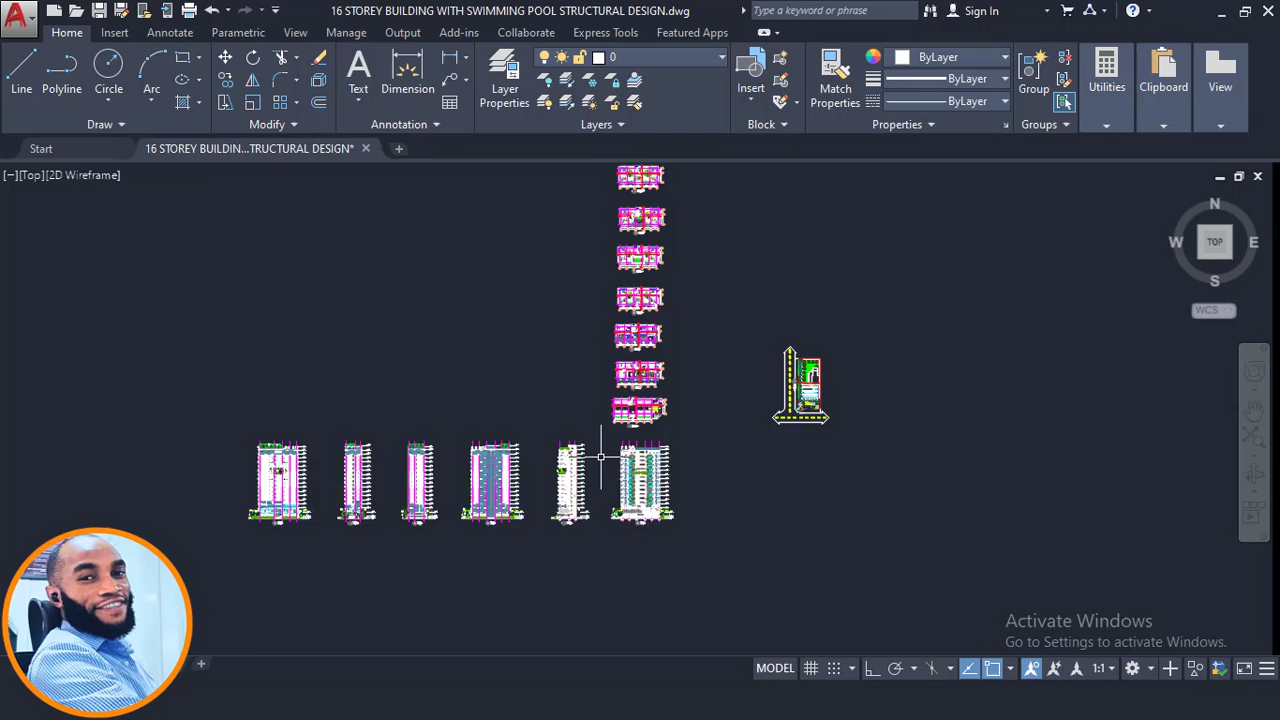 16 STOREY BUILDING WITH SWIMMING POOL STRUCTURAL DESIGN.dwg
Type a keyword or phrase
Sign In
Home Insert Annotate Parametric View Manage Output Add-ins Collaborate Express Tools Featured Apps
Line Polyline Circle Arc
Text Dimension
Layer Properties
0
Insert
Match Properties
ByLayer
ByLayer
ByLayer
Group
Utilities Clipboard View
Draw Modify Annotation Layers Block Properties Groups
Start
16 STOREY BUILDIN...TRUCTURAL DESIGN*
[−][Top][2D Wireframe]
N
W TOP E
S
WCS
Activate Windows
Go to Settings to activate Windows.
MODEL
1:1